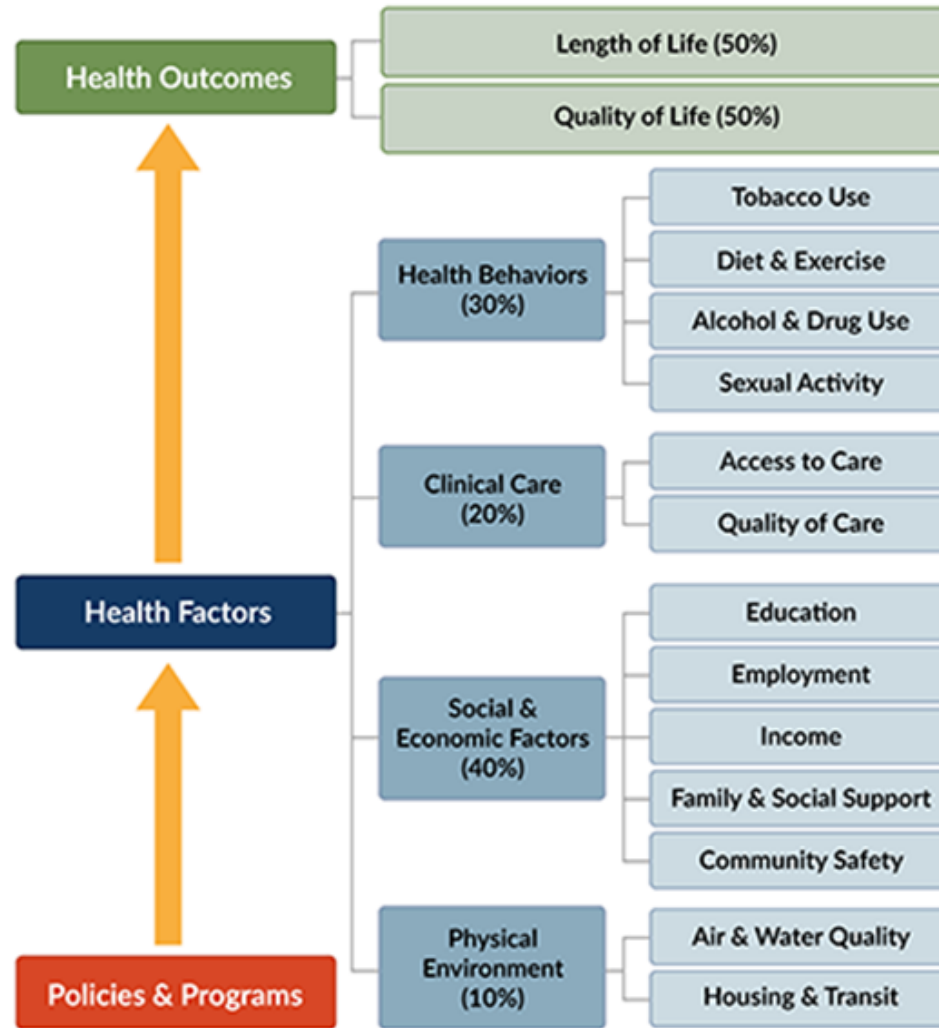 Health Outcomes
Length of Life (50%)
Quality of Life (50%)
Health Factors
Health Behaviors
(30%)
Tobacco Use
Diet & Exercise
Alcohol & Drug Use
Sexual Activity
Clinical Care
(20%)
Access to Care
Quality of Care
Social &
Economic Factors
(40%)
Education
Employment
Income
Family & Social Support
Community Safety
Physical
Environment
(10%)
Air & Water Quality
Housing & Transit
Policies & Programs